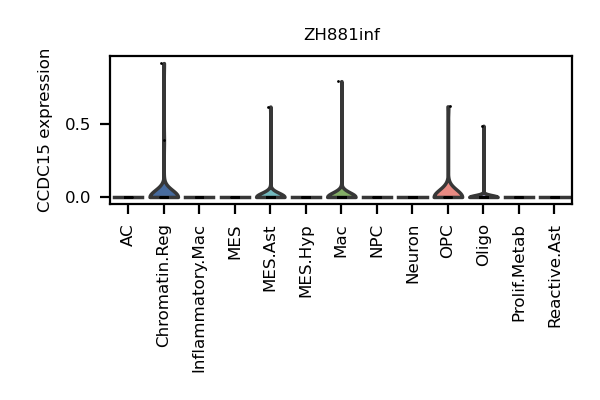 ZH881inf
CCDC15 expression
0.5
0.0
AC
Chromatin.Reg
Inflammatory.Mac
MES
MES.Ast
MES.Hyp
Mac
NPC
Neuron
OPC
Oligo
Prolif.Metab
Reactive.Ast